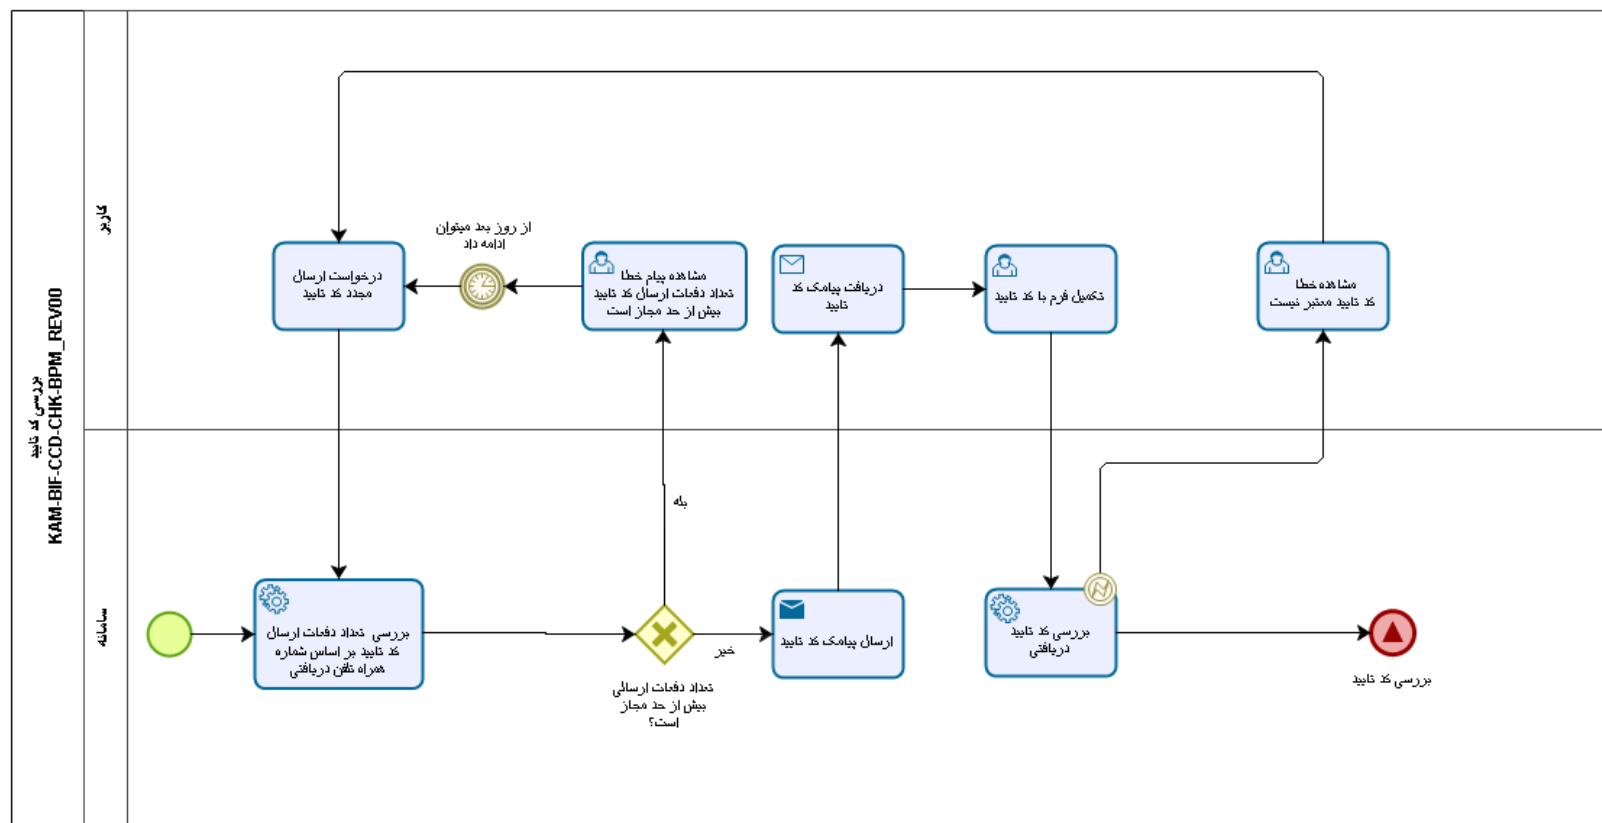 بررسی کد تایید
KAM-BIF-CCD-CHK-BPM_REV00
کاربر
سامانه
از روز بعد میتوان
ادامه داد
درخواست ارسال
مجدد کد تایید
مشاهده پیام خطا
تعداد دفعات ارسال کد تایید
بیش از حد مجاز است
دریافت پیامک کد
تایید
تکمیل فرم با کد تایید
مشاهده خطا
کد تایید معتبر نیست
بله
بررسی تعداد دفعات ارسال
کد تایید بر اساس شماره
همراه تلفن دریافتی
خیر
تعداد دفعات ارسالی
بیش از حد مجاز
است؟
ارسال پیامک کد تایید
بررسی کد تایید
دریافتی
بررسی کد تایید